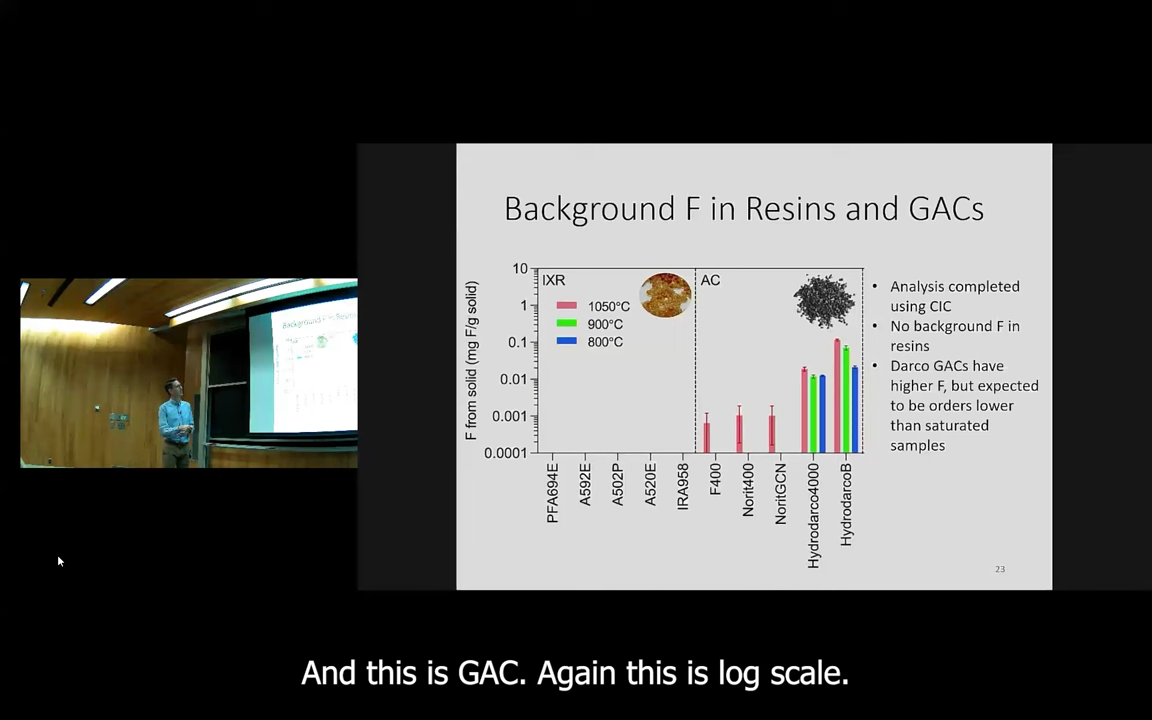 Background F in Resins and GACs
IXR
AC
1050°C
900°C
800°C
F from solid (mg F/g solid)
10
1
0.1
0.01
0.001
0.0001
PFA694E
A592E
A502P
A520E
IRA958
F400
Norit400
NoritGCN
Hydrodarco4000
HydrodarcoB
• Analysis completed
using CIC
• No background F in
resins
• Darco GACs have
higher F, but expected
to be orders lower
than saturated
samples
23
And this is GAC. Again this is log scale.